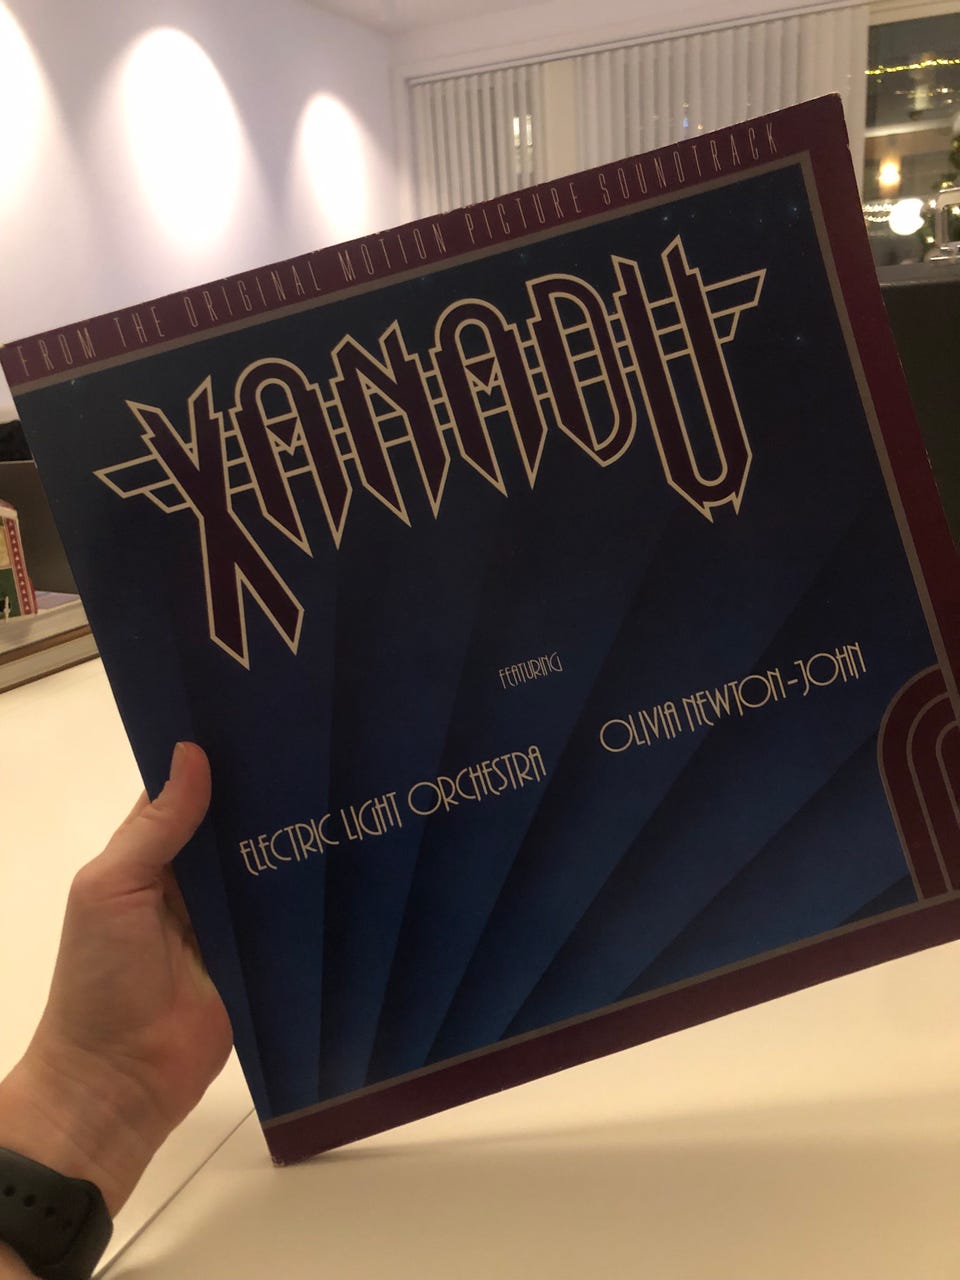 FROM THE ORIGINAL MOTION PICTURE SOUNDTRACK
XANADU
FEATURING
ELECTRIC LIGHT ORCHESTRA OLIVIA NEWTON-JOHN